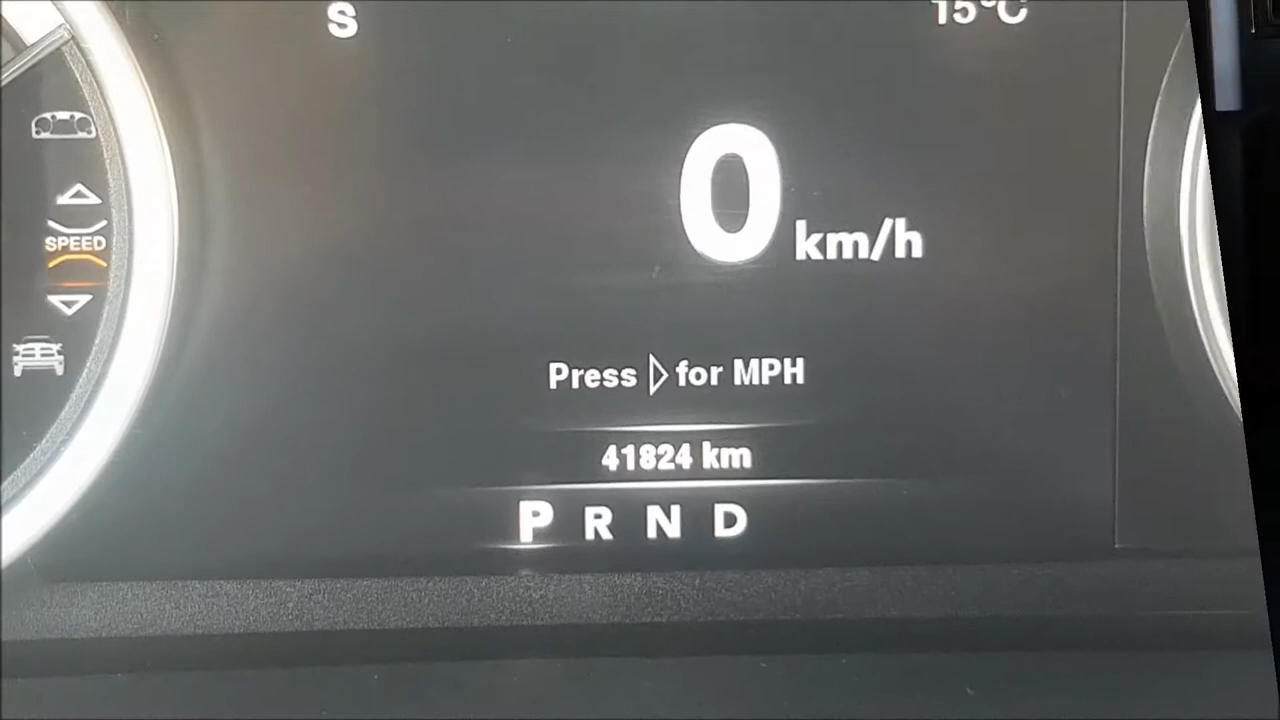 S
15°C
0 km/h
SPEED
Press ▷ for MPH
41824 km
P R N D